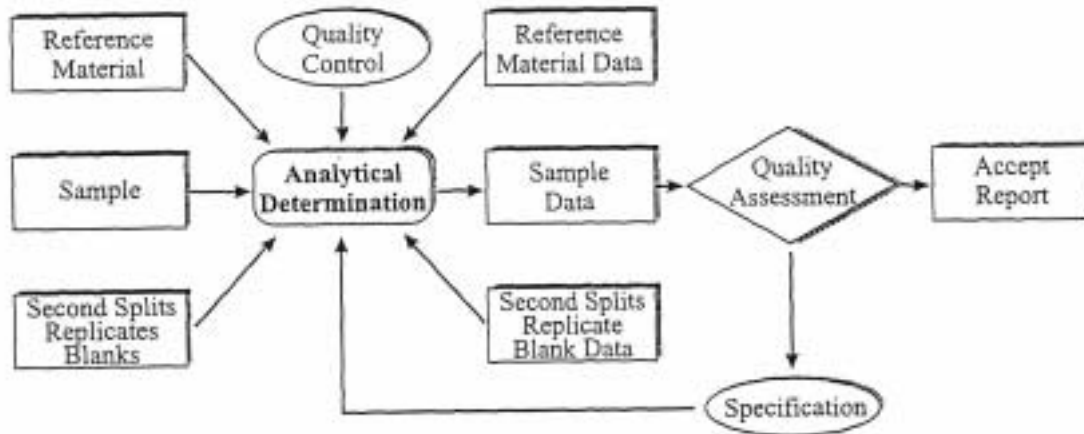 Reference
Material
Quality
Control
Reference
Material Data
Sample
Analytical
Determination
Sample
Data
Quality
Assessment
Accept
Report
Second Splits
Replicates
Blanks
Second Splits
Replicate
Blank Data
Specification